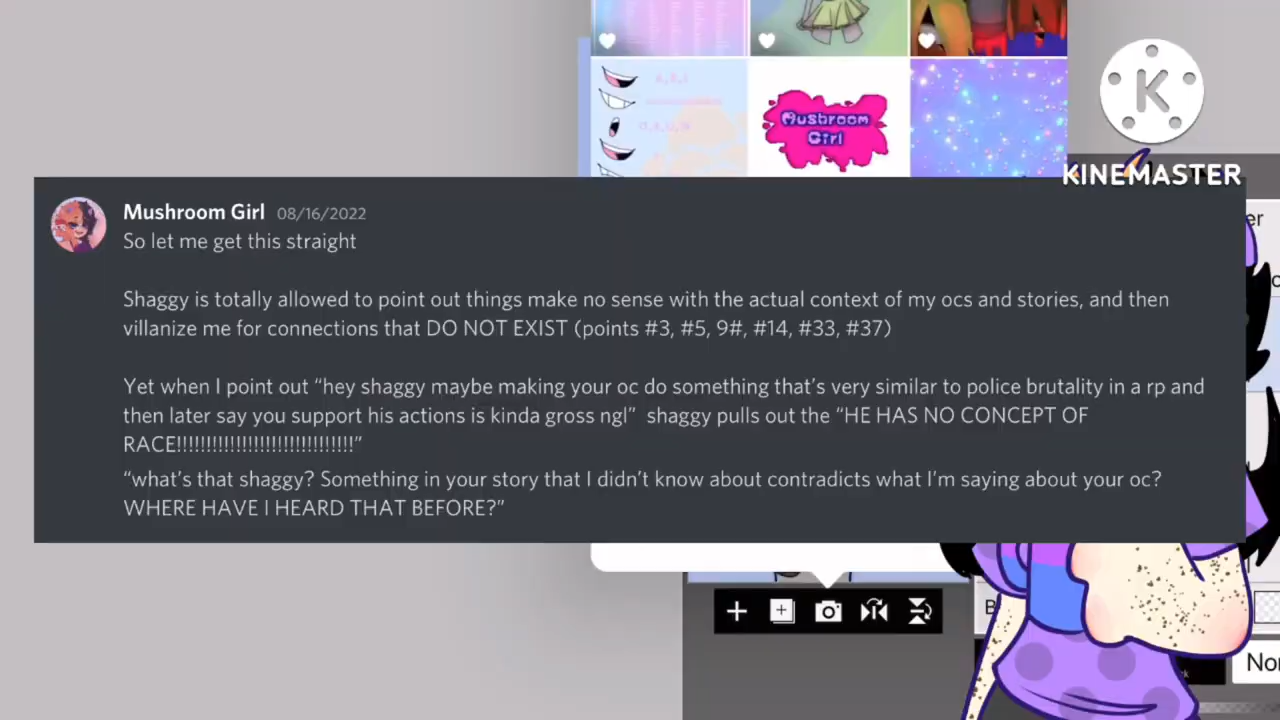 Mushroom
Girl
KINEMASTER
Mushroom Girl 08/16/2022
So let me get this straight
Shaggy is totally allowed to point out things make no sense with the actual context of my ocs and stories, and then
villanize me for connections that DO NOT EXIST (points #3, #5, 9#, #14, #33, #37)
Yet when I point out “hey shaggy maybe making your oc do something that’s very similar to police brutality in a rp and
then later say you support his actions is kinda gross ngl” shaggy pulls out the “HE HAS NO CONCEPT OF
RACE!!!!!!!!!!!!!!!!!!!!!!!!!!!!!!”
“what’s that shaggy? Something in your story that I didn’t know about contradicts what I’m saying about your oc?
WHERE HAVE I HEARD THAT BEFORE?”